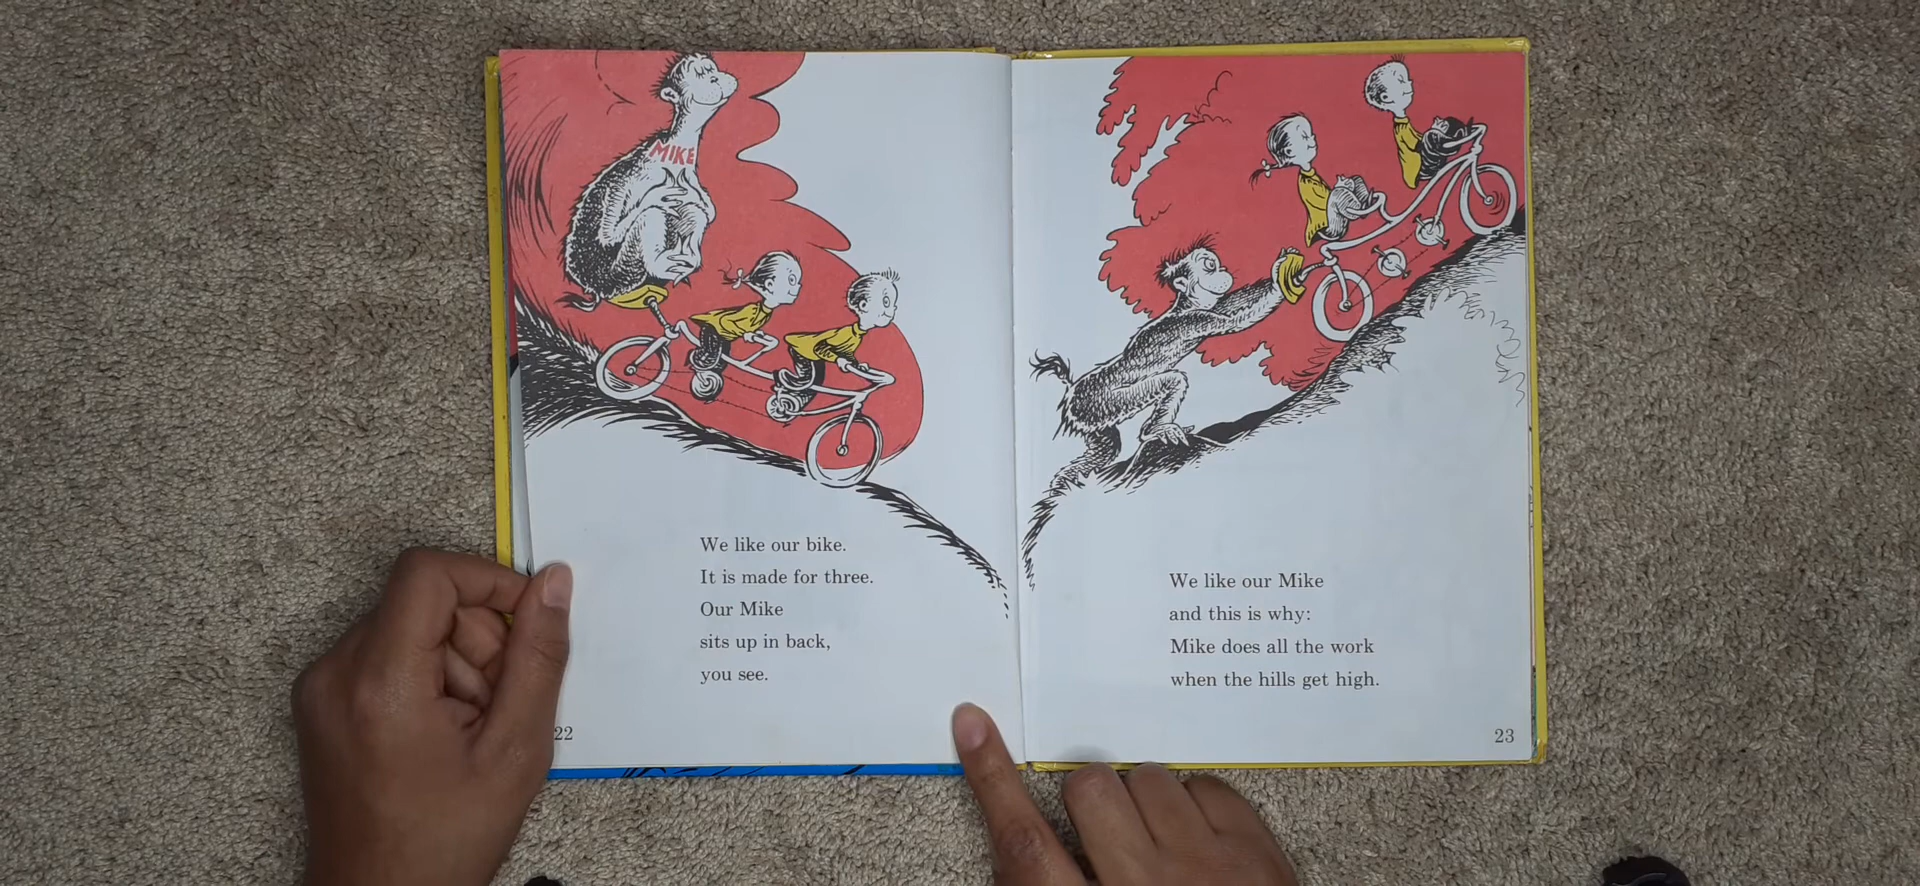 MIKE
We like our bike.
It is made for three.
Our Mike
sits up in back,
you see.
22
We like our Mike
and this is why:
Mike does all the work
when the hills get high.
23